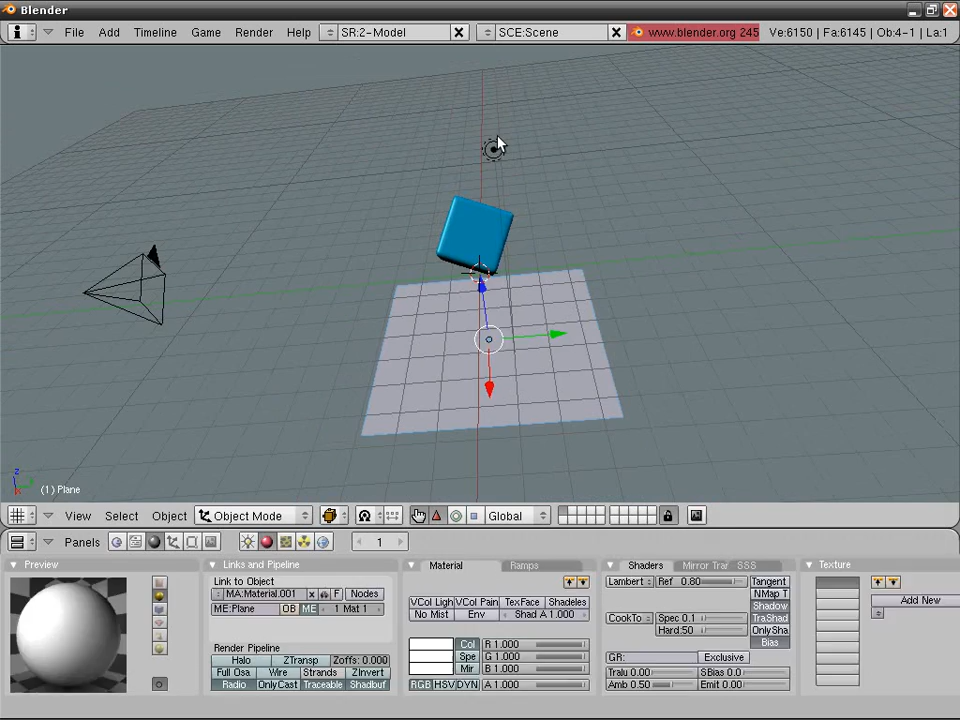 Blender
File Add Timeline Game Render Help SR:2-Model SCE:Scene www.blender.org 245 Ve:6150 | Fa:6145 | Ob:4-1 | La:1
(1) Plane
View Select Object Object Mode Global
Panels 1
Preview Links and Pipeline Material Ramps Shaders Mirror Tran SSS Texture
Link to Object
MA:Material.001 F Nodes
ME:Plane OB ME 1 Mat 1
Render Pipeline
Halo ZTransp Zoffs: 0.000
Full Osa Wire Strands ZInvert
Radio OnlyCast Traceable Shadbuf
VCol Ligh VCol Pain TexFace Shadeles
No Mist Env Shad A 1.000
Col R 1.000
Spe G 1.000
Mir B 1.000
RGB HSV DYN A 1.000
Lambert Ref 0.80 Tangent
NMap T
Shadow
CookTo Spec 0.1 TraShad
Hard:50 OnlySha
Bias
GR: Exclusive
Tralu 0.00 SBias 0.0
Amb 0.50 Emit 0.00
Add New